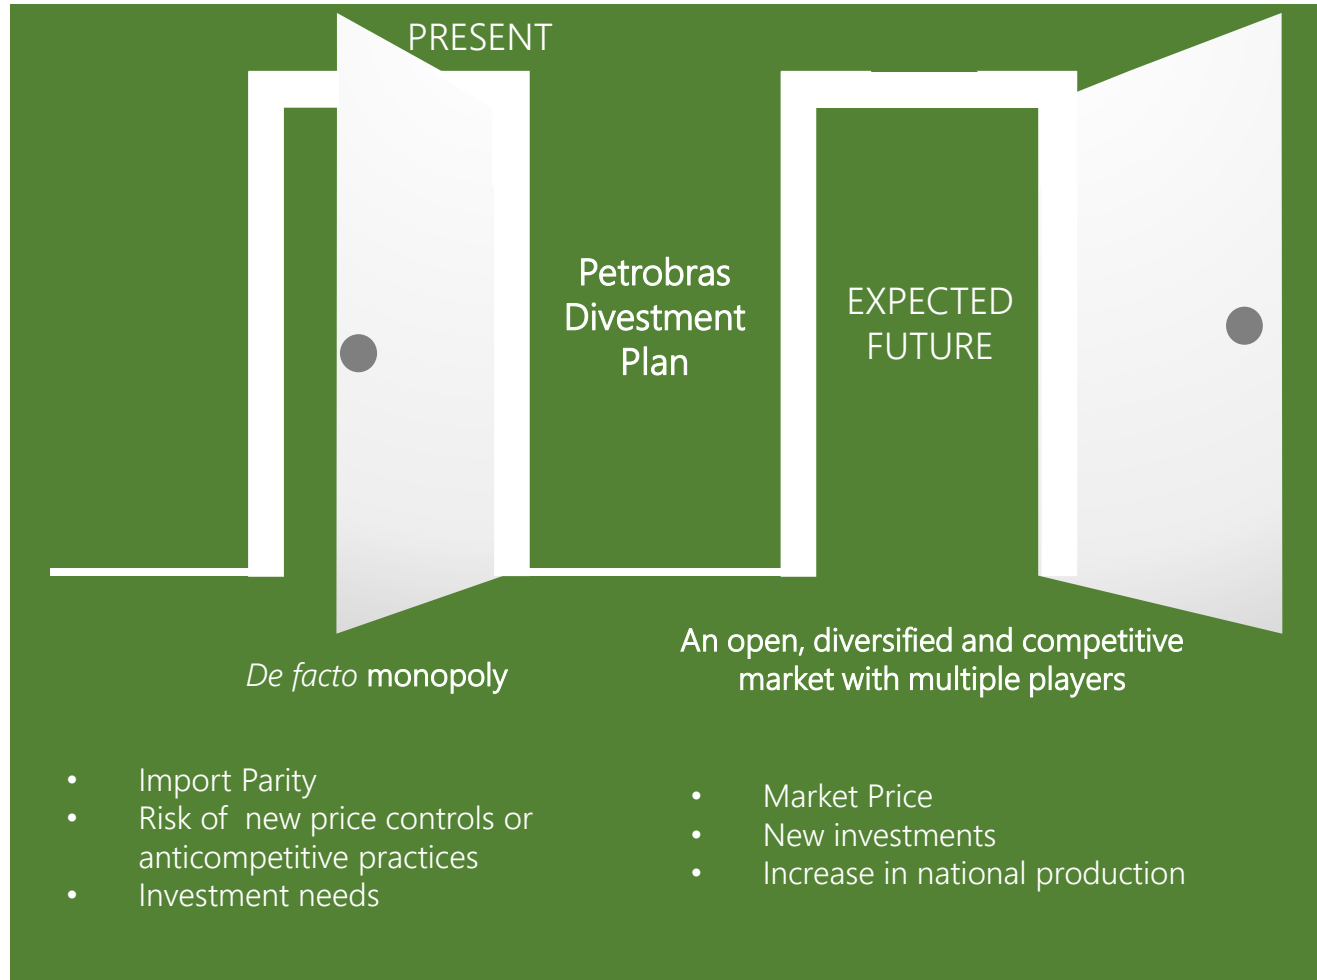 PRESENT
Petrobras
Divestment
Plan
EXPECTED
FUTURE
De facto monopoly
• Import Parity
• Risk of  new price controls or
anticompetitive practices
• Investment needs
An open, diversified and competitive
market with multiple players
• Market Price
• New investments
• Increase in national production